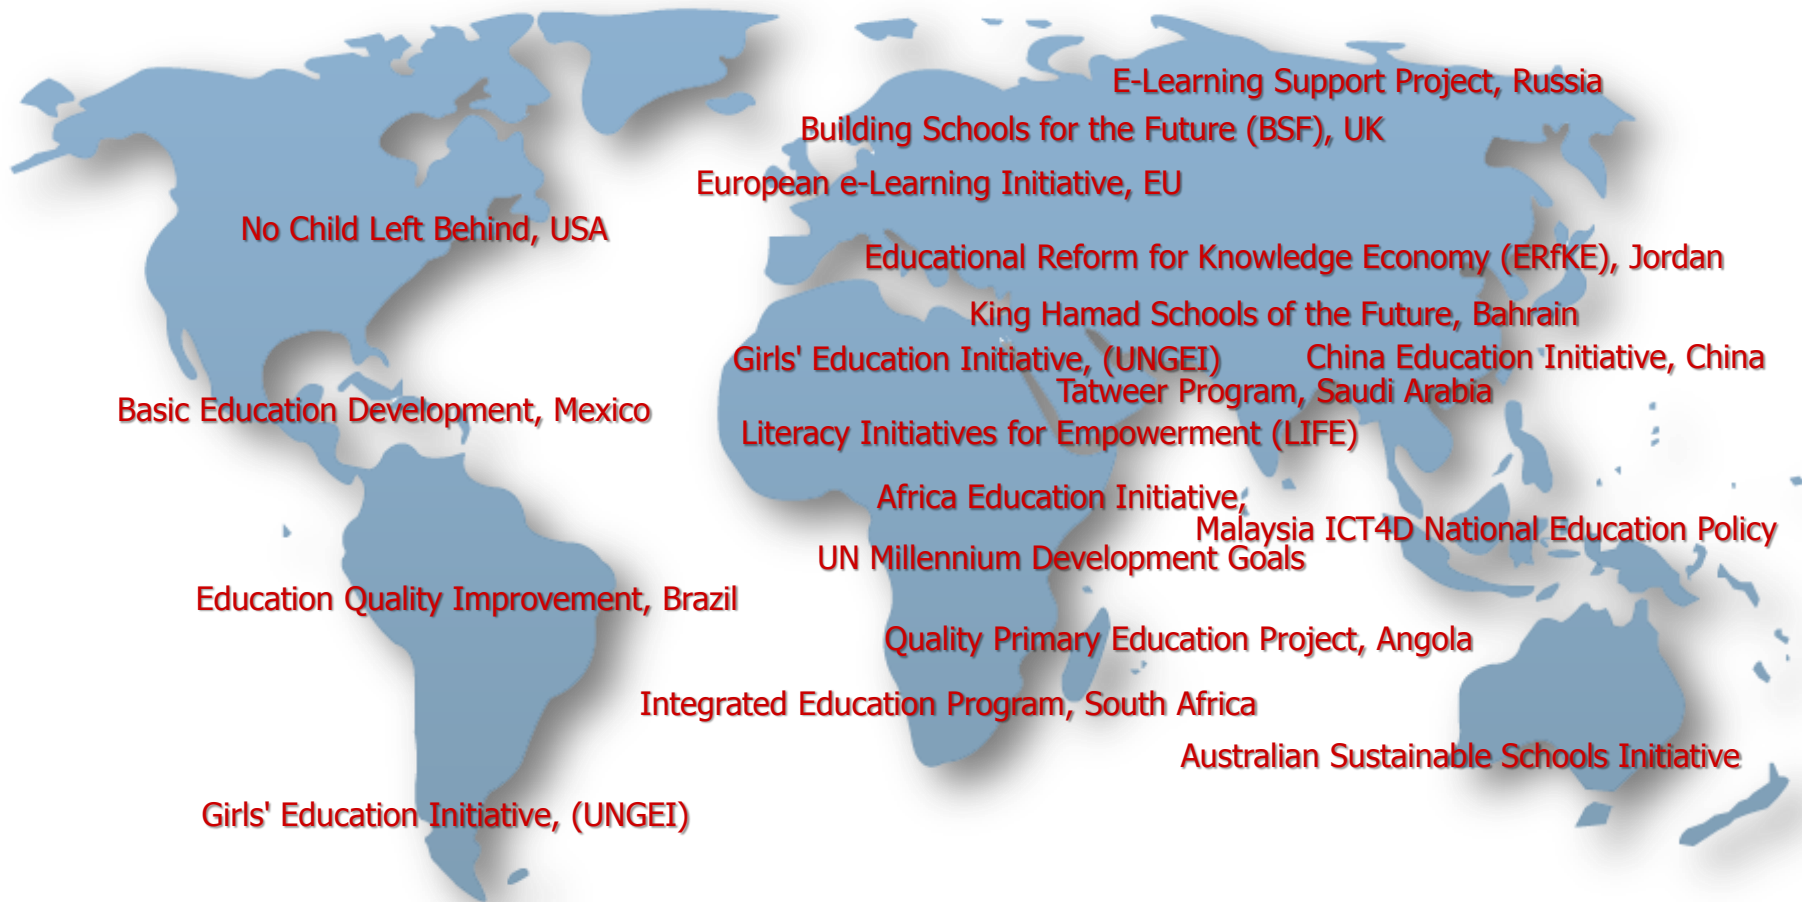 E-Learning Support Project, Russia
Building Schools for the Future (BSF), UK
European e-Learning Initiative, EU
No Child Left Behind, USA
Educational Reform for Knowledge Economy (ERfKE), Jordan
King Hamad Schools of the Future, Bahrain
Girls' Education Initiative, (UNGEI)
China Education Initiative, China
Tatweer Program, Saudi Arabia
Basic Education Development, Mexico
Literacy Initiatives for Empowerment (LIFE)
Africa Education Initiative,
Malaysia ICT4D National Education Policy
UN Millennium Development Goals
Education Quality Improvement, Brazil
Quality Primary Education Project, Angola
Integrated Education Program, South Africa
Australian Sustainable Schools Initiative
Girls' Education Initiative, (UNGEI)